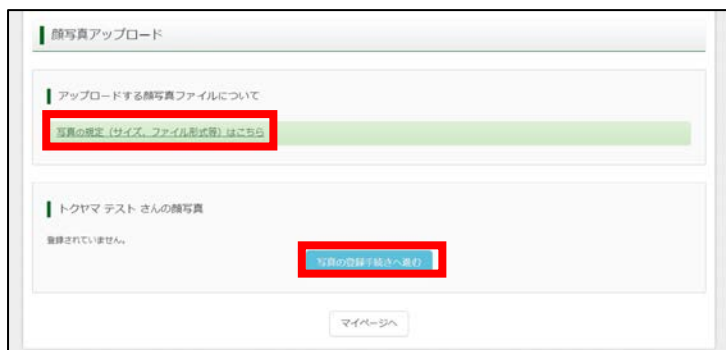 顔写真アップロード
アップロードする顔写真ファイルについて
写真の規定（サイズ、ファイル形式等）はこちら
トクヤマ テスト さんの顔写真
登録されていません。
写真の登録手続きへ進む
マイページへ